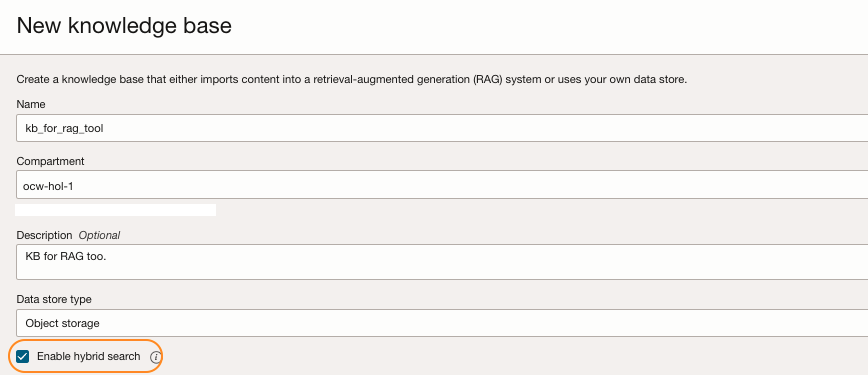 New knowledge base
Create a knowledge base that either imports content into a retrieval-augmented generation (RAG) system or uses your own data store.
Name
kb_for_rag_tool
Compartment
ocw-hol-1
Description Optional
KB for RAG too.
Data store type
Object storage
Enable hybrid search i